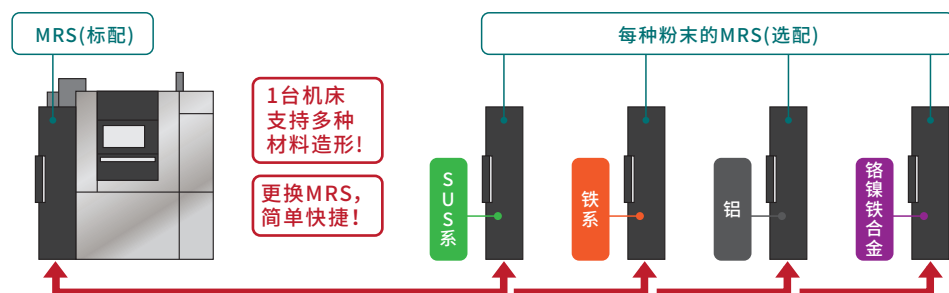 MRS(标配)
每种粉末的MRS(选配)
1台机床
支持多种
材料造形!
更换MRS,
简单快捷!
SUS系
铁系
铝
铬镍铁合金